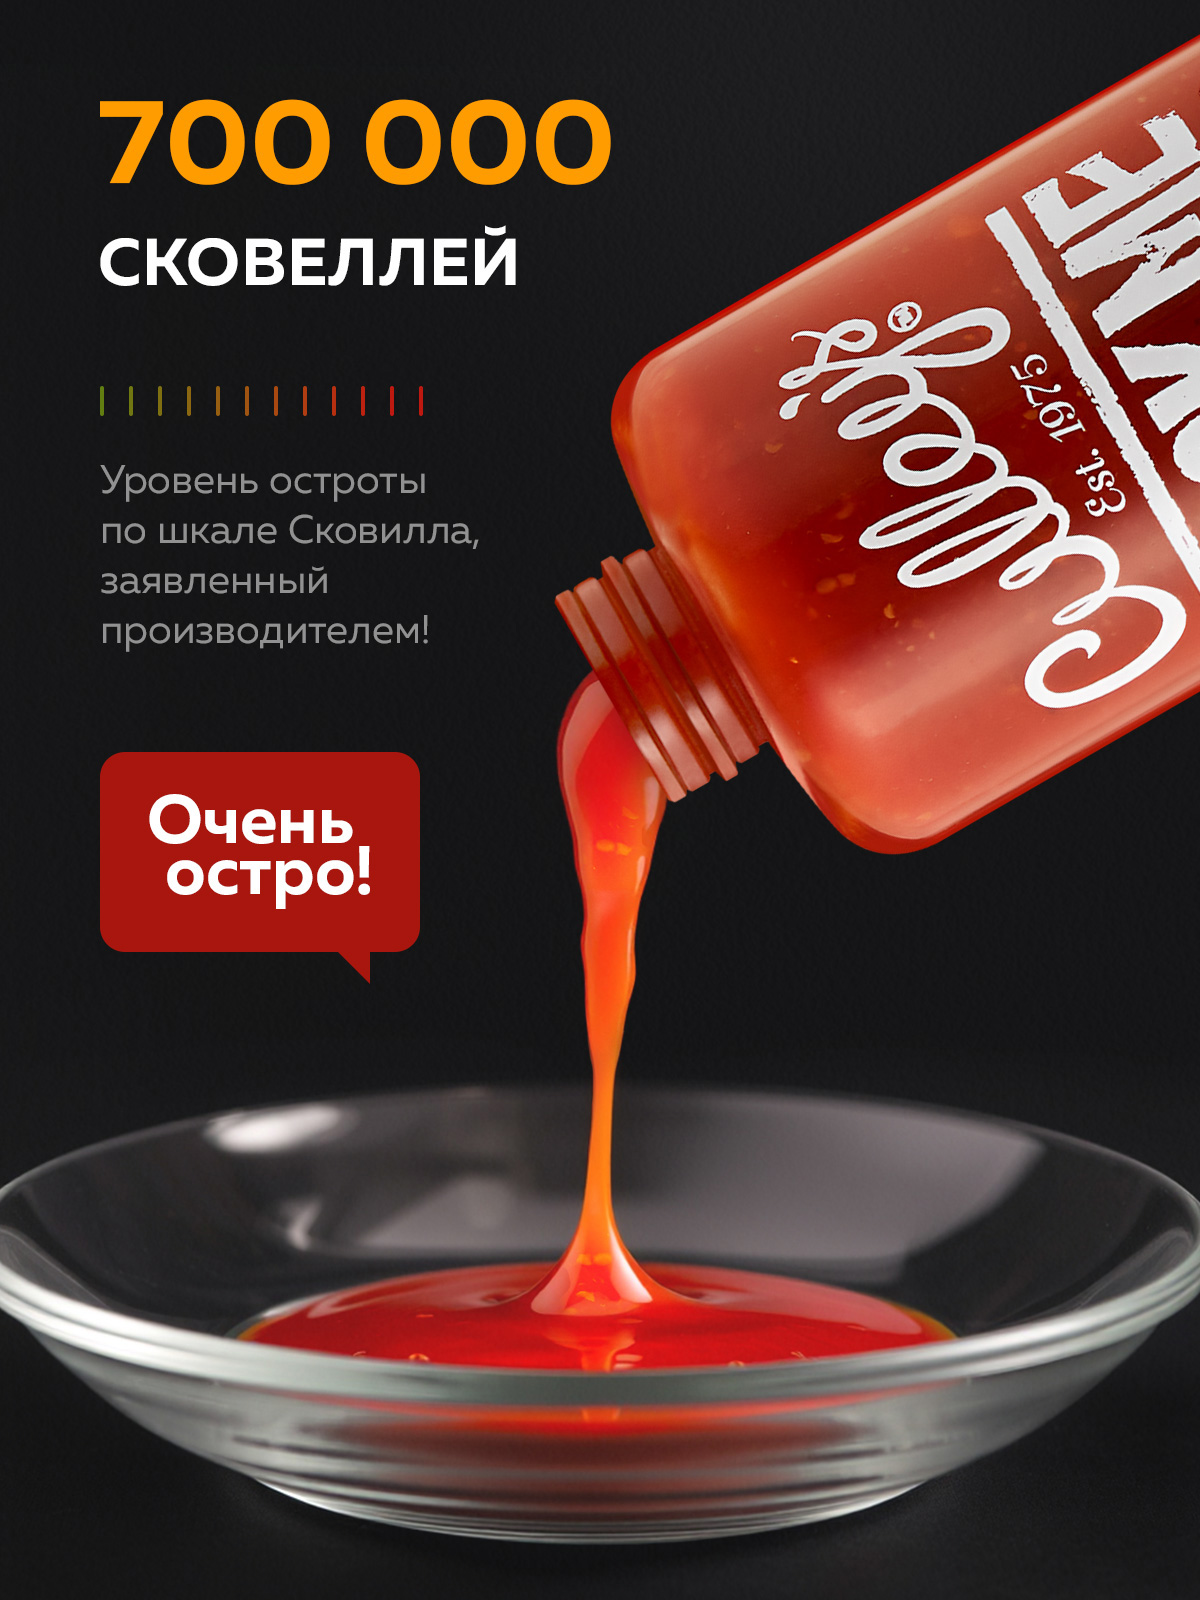 700 000
СКОВЕЛЛЕЙ
Уровень остроты
по шкале Сковилла,
заявленный
производителем!
Очень
остро!
Est. 1975